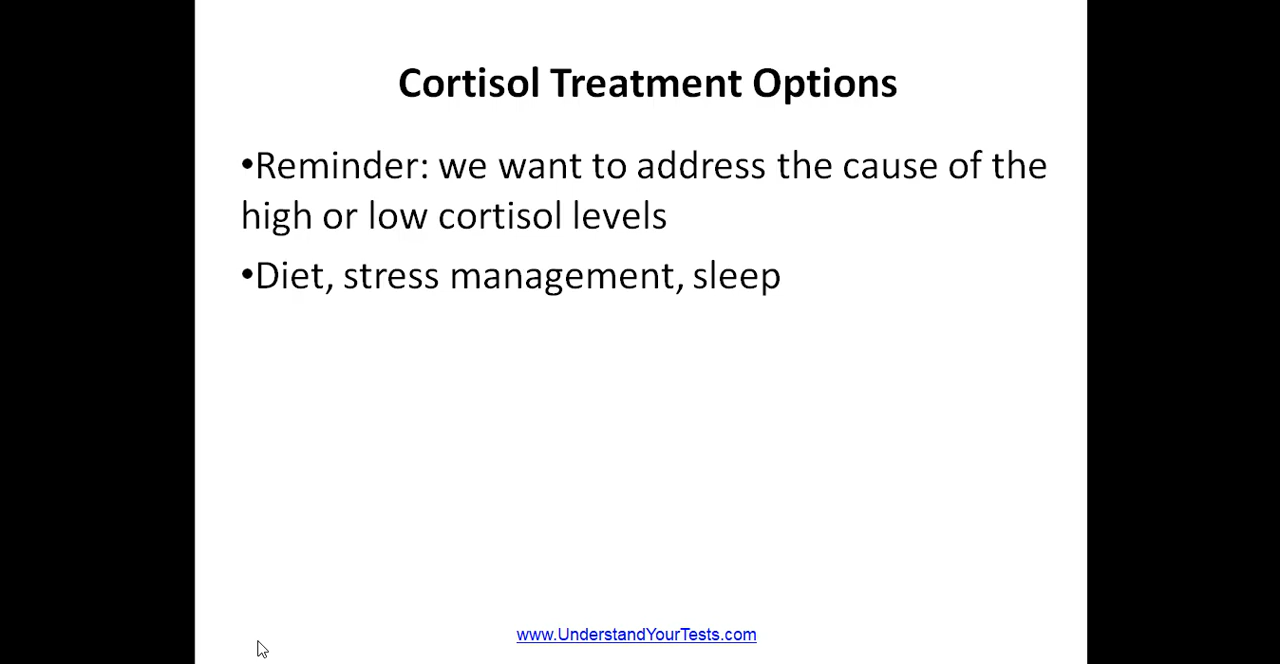 Cortisol Treatment Options
•Reminder: we want to address the cause of the
high or low cortisol levels
•Diet, stress management, sleep
www.UnderstandYourTests.com